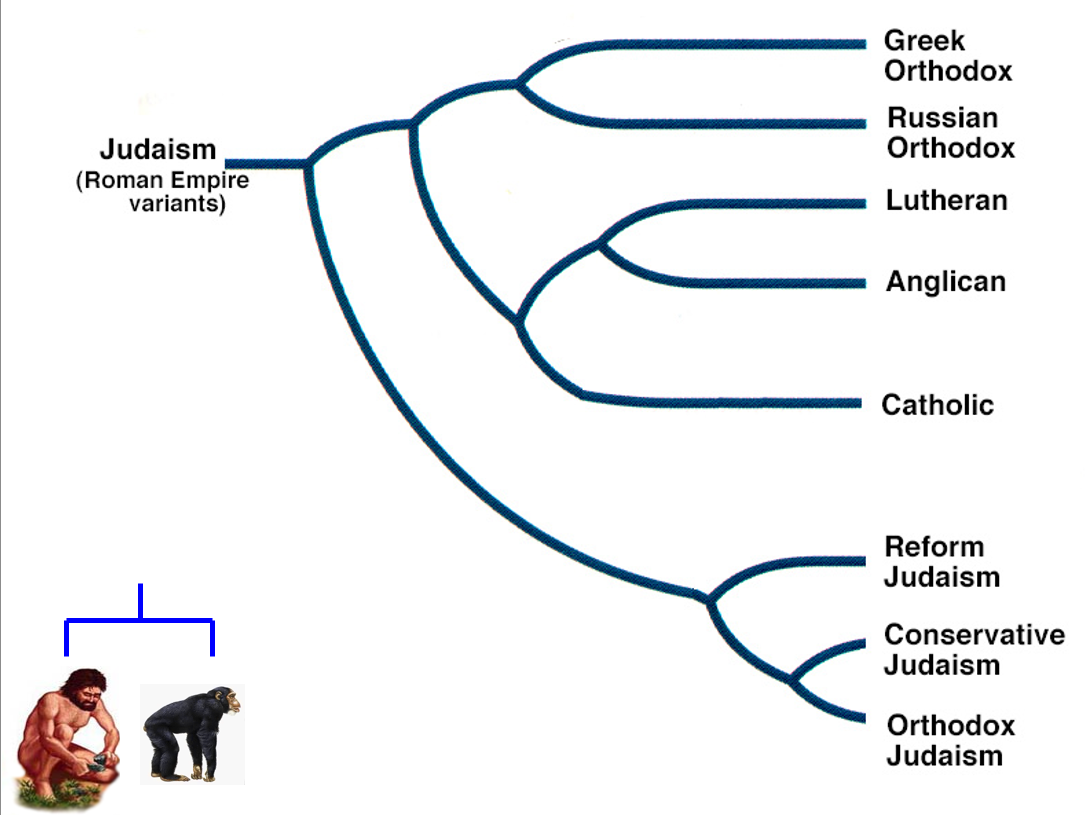 Greek
Orthodox
Russian
Orthodox
Judaism
(Roman Empire
variants)
Lutheran
Anglican
Catholic
Reform
Judaism
Conservative
Judaism
Orthodox
Judaism